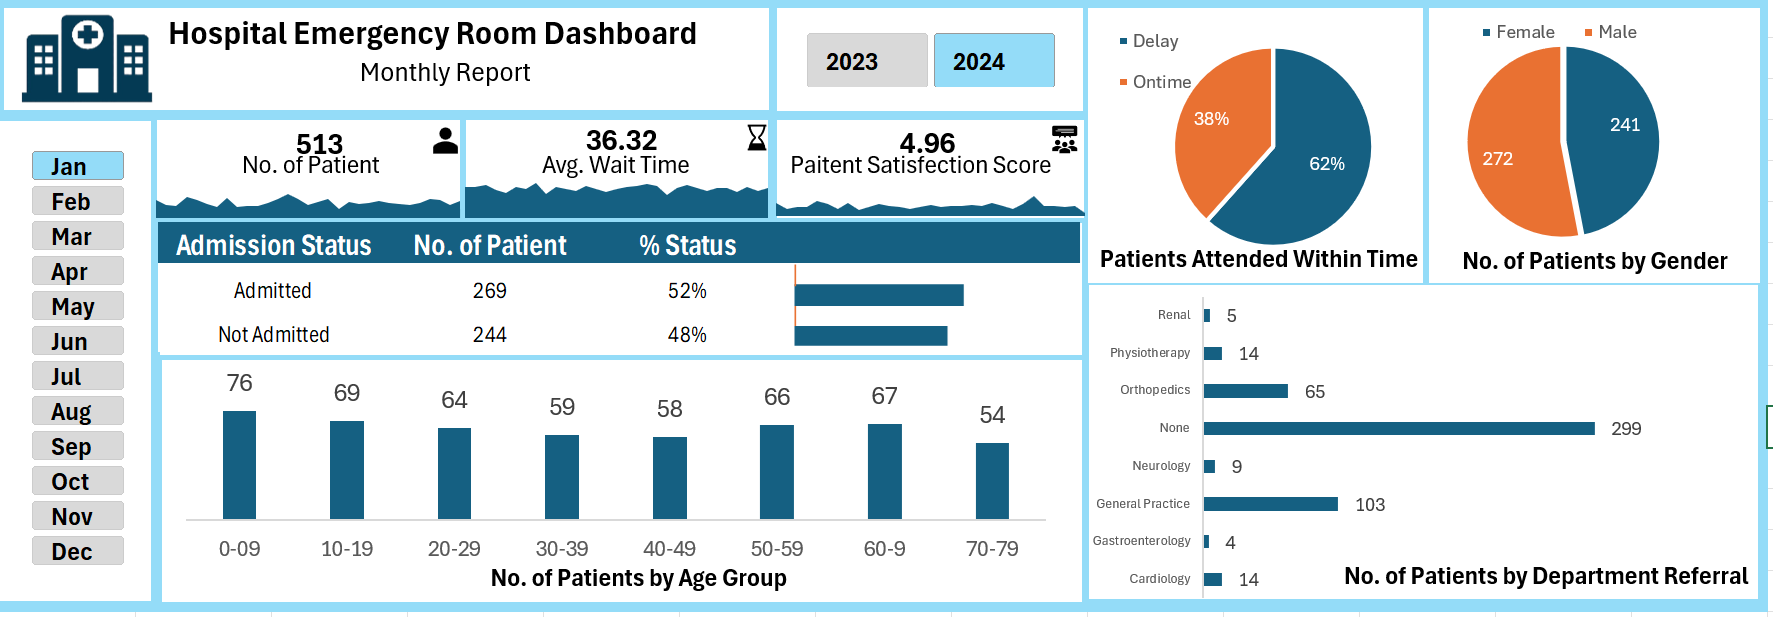 Hospital Emergency Room Dashboard
Monthly Report
2023
2024
Jan
Feb
Mar
Apr
May
Jun
Jul
Aug
Sep
Oct
Nov
Dec
513
No. of Patient
36.32
Avg. Wait Time
4.96
Paitent Satisfection Score
Admission Status No. of Patient % Status
Admitted 269 52%
Not Admitted 244 48%
76 69 64 59 58 66 67 54
0-09 10-19 20-29 30-39 40-49 50-59 60-9 70-79
No. of Patients by Age Group
Delay
Ontime
38%
62%
Patients Attended Within Time
Female Male
241
272
No. of Patients by Gender
Renal 5
Physiotherapy 14
Orthopedics 65
None 299
Neurology 9
General Practice 103
Gastroenterology 4
Cardiology 14
No. of Patients by Department Referral